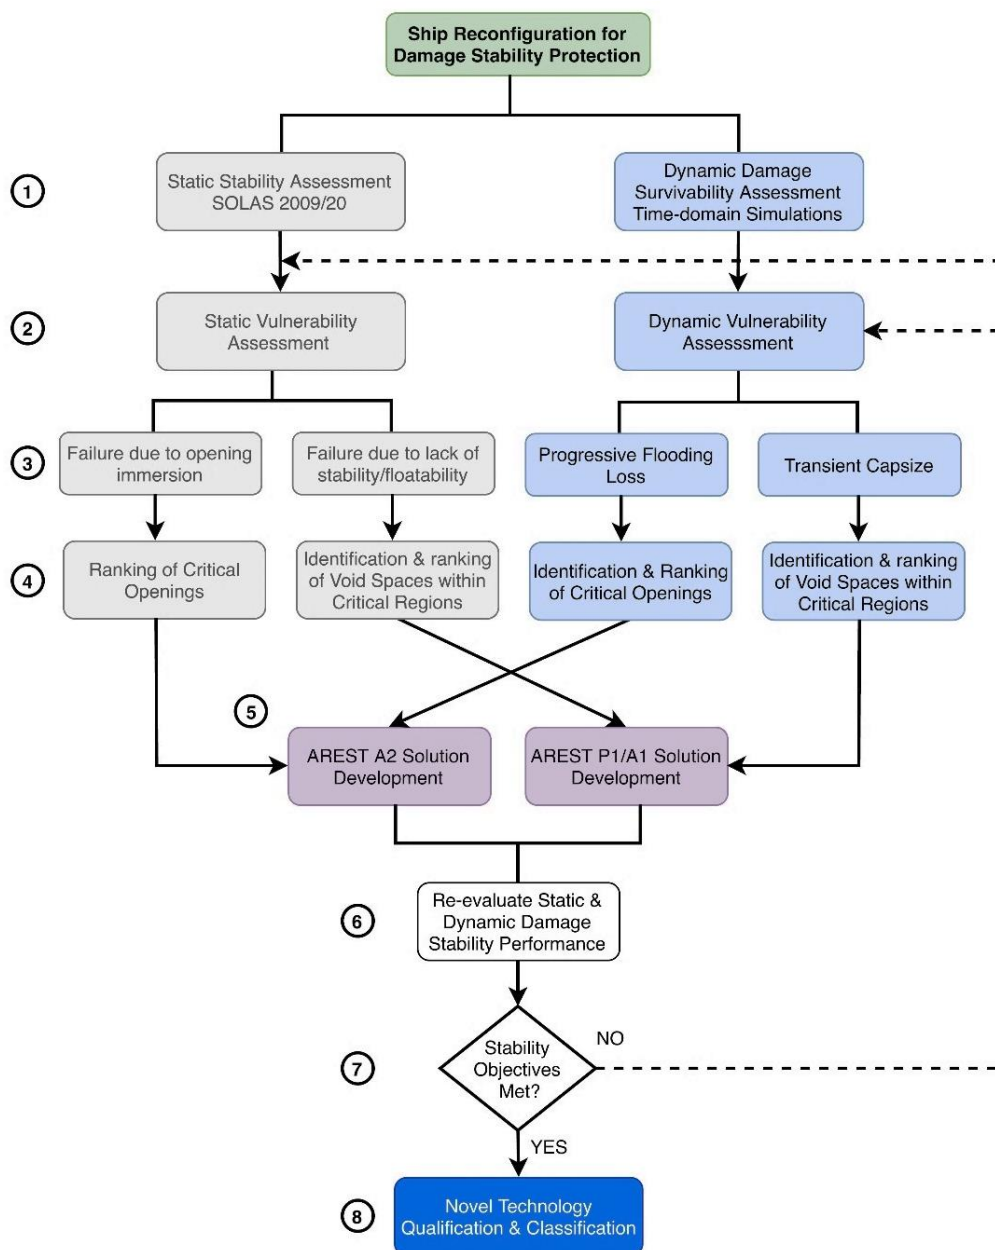 Ship Reconfiguration for
Damage Stability Protection
1
Static Stability Assessment
SOLAS 2009/20
Dynamic Damage
Survivability Assessment
Time-domain Simulations
2
Static Vulnerability
Assessment
Dynamic Vulnerability
Assesssment
3
Failure due to opening
immersion
Failure due to lack of
stability/floatability
Progressive Flooding
Loss
Transient Capsize
4
Ranking of Critical
Openings
Identification & ranking
of Void Spaces within
Critical Regions
Identification & Ranking
of Critical Openings
Identification & ranking
of Void Spaces within
Critical Regions
5
AREST A2 Solution
Development
AREST P1/A1 Solution
Development
6
Re-evaluate Static &
Dynamic Damage
Stability Performance
7
Stability
Objectives
Met?
NO
YES
8
Novel Technology
Qualification & Classification